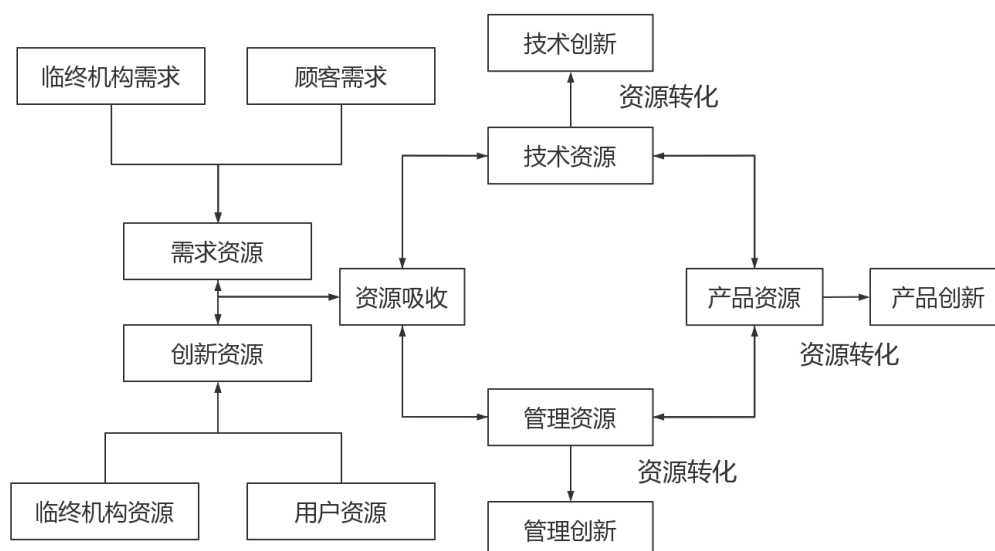 技术创新
临终机构需求
顾客需求
资源转化
技术资源
需求资源
资源吸收
产品资源
产品创新
创新资源
资源转化
管理资源
资源转化
临终机构资源
用户资源
管理创新